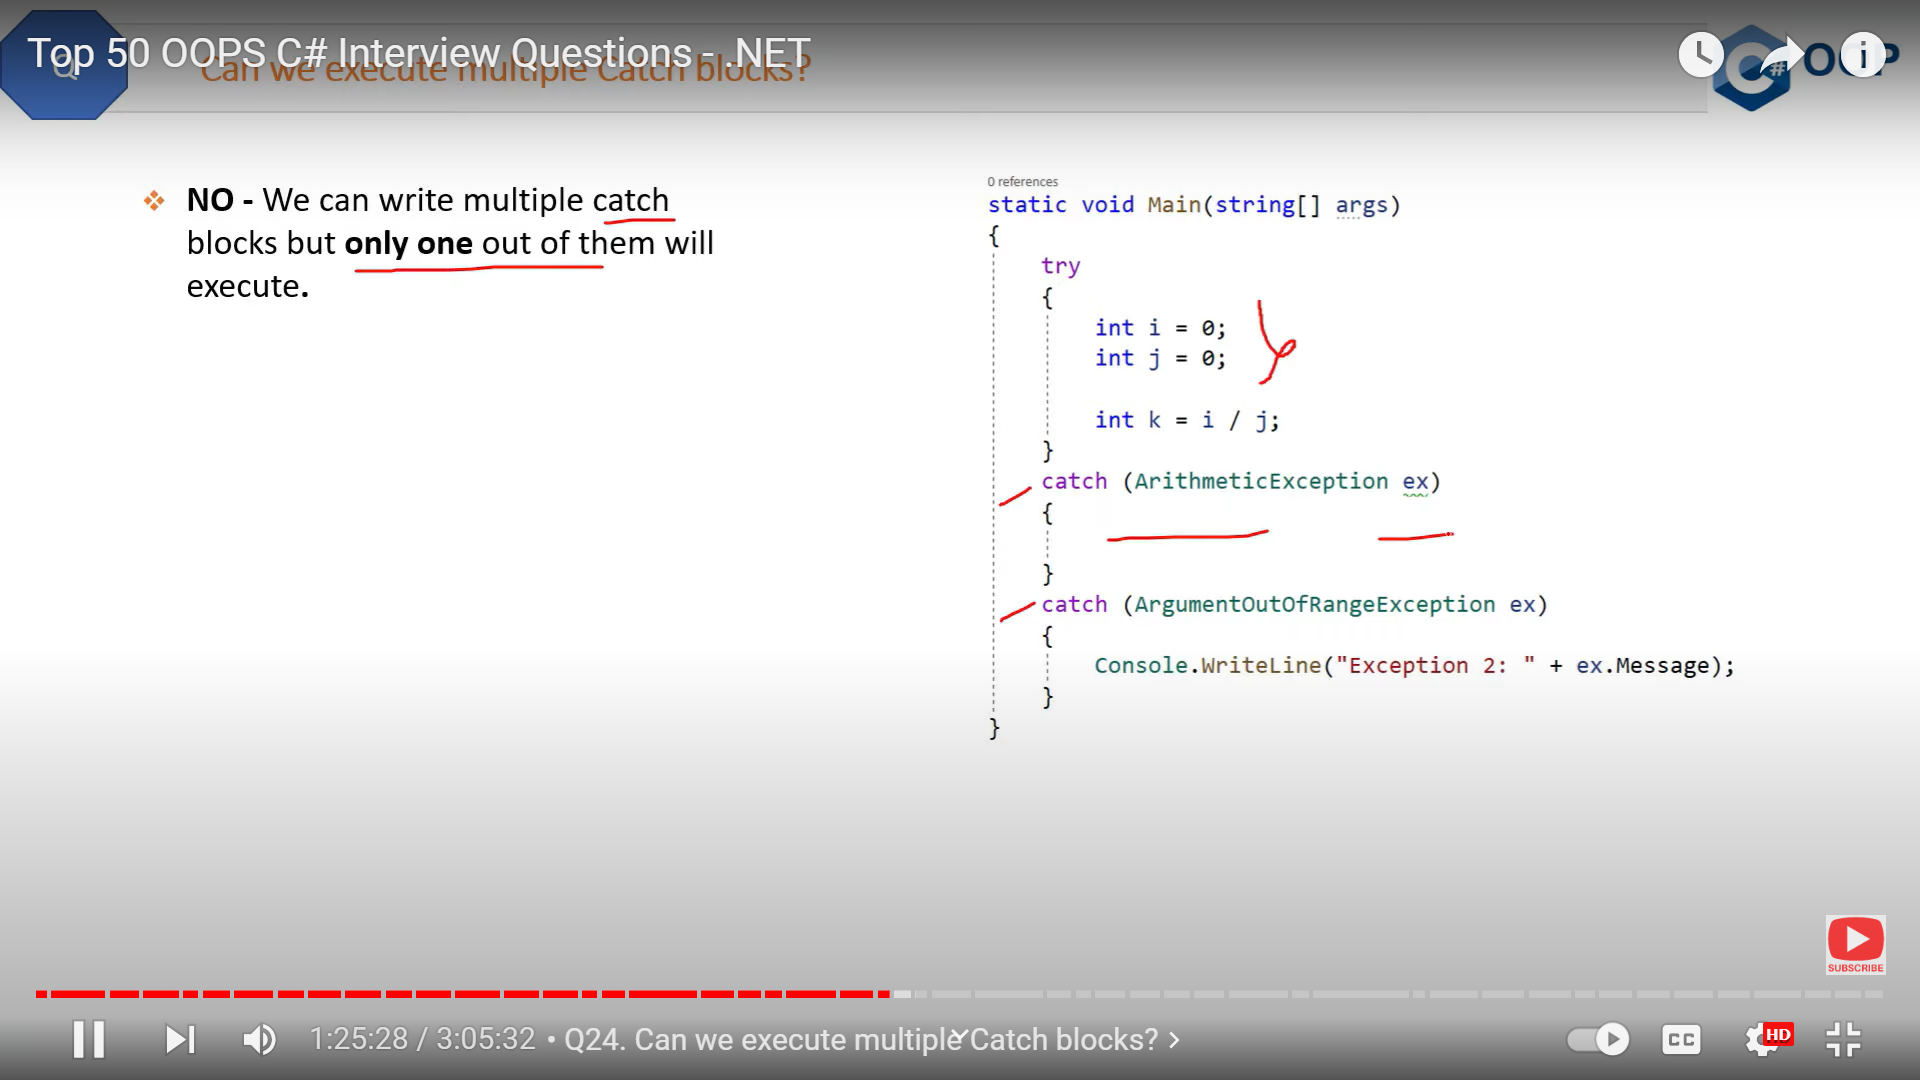 Top 50 OOPS C# Interview Questions - .NET
Q
Can we execute multiple Catch blocks?
C#
OOP
❖ NO - We can write multiple catch
blocks but only one out of them will
execute.
0 references
static void Main(string[] args)
{
try
{
int i = 0;
int j = 0;
int k = i / j;
}
catch (ArithmeticException ex)
{
}
catch (ArgumentOutOfRangeException ex)
{
Console.WriteLine("Exception 2: " + ex.Message);
}
}
SUBSCRIBE
1:25:28 / 3:05:32 • Q24. Can we execute multiple Catch blocks? >
CC
HD